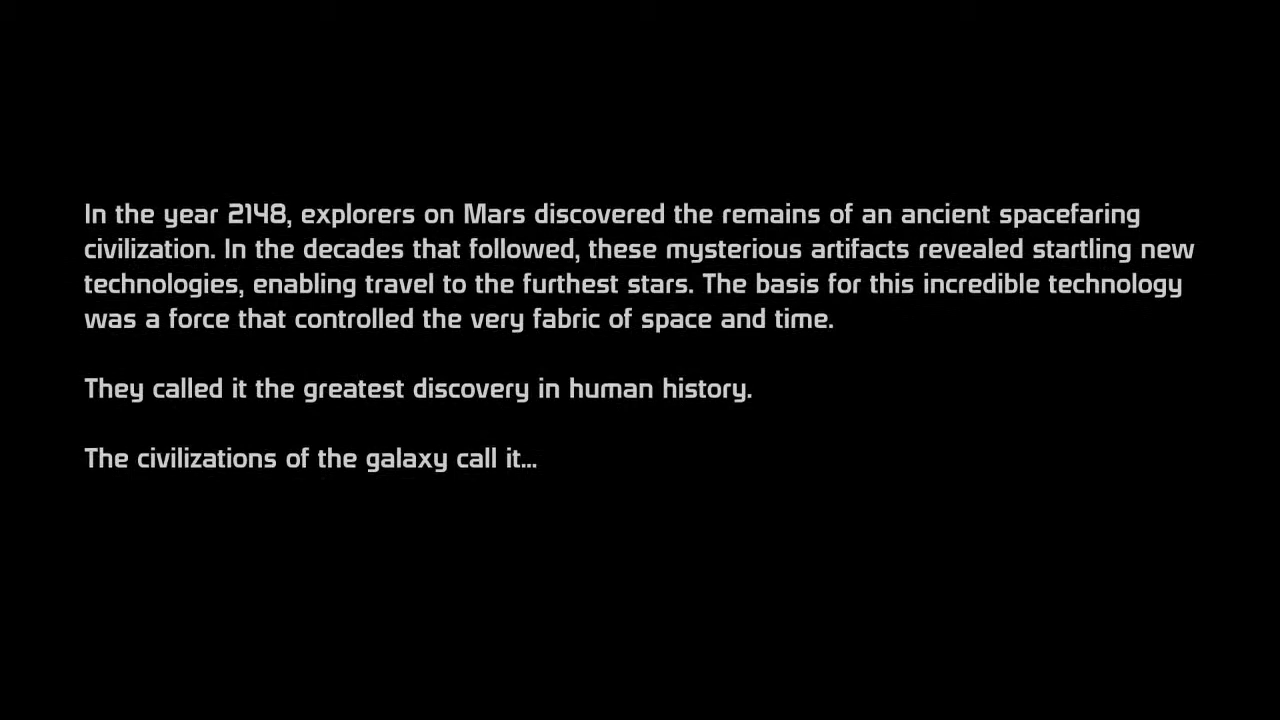 In the year 2148, explorers on Mars discovered the remains of an ancient spacefaring
civilization. In the decades that followed, these mysterious artifacts revealed startling new
technologies, enabling travel to the furthest stars. The basis for this incredible technology
was a force that controlled the very fabric of space and time.
They called it the greatest discovery in human history.
The civilizations of the galaxy call it...